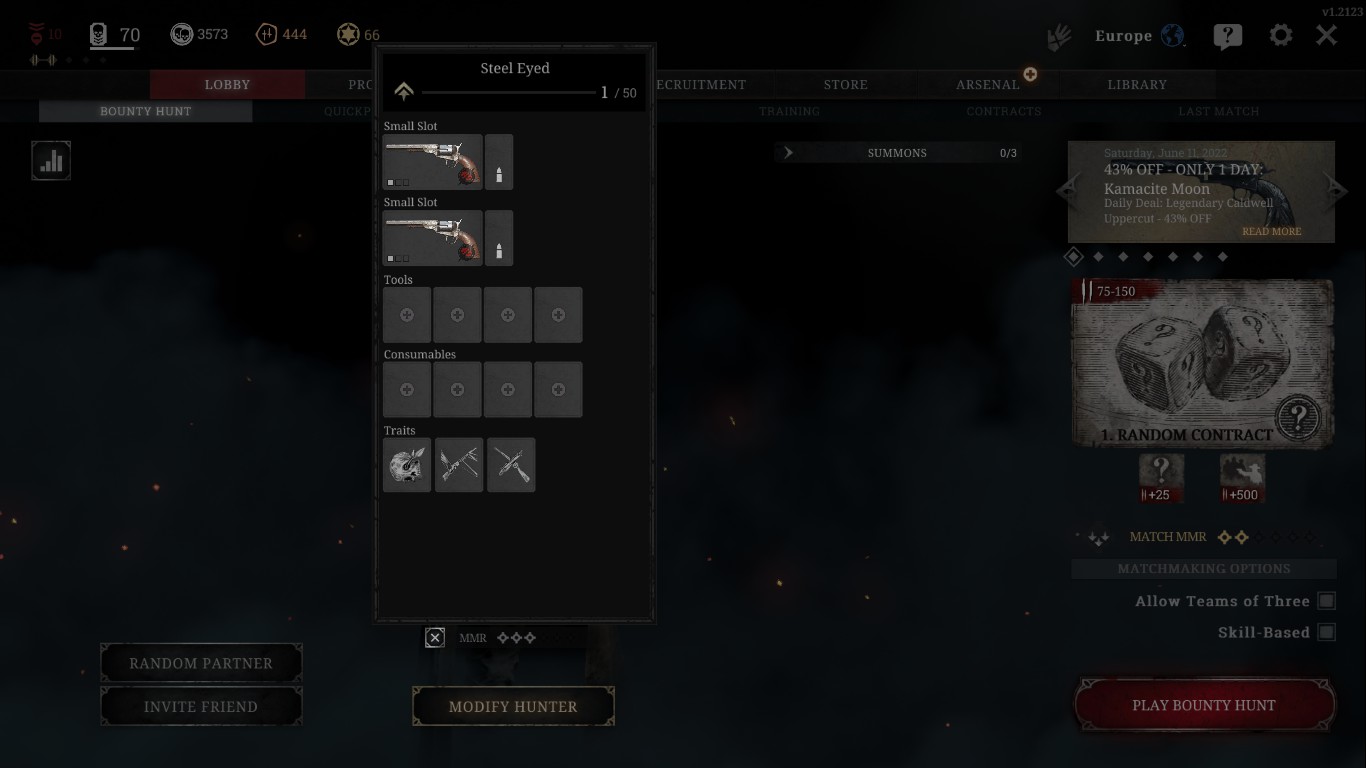 v1.2123
10
70
3573
444
66
Europe
LOBBY
PRO
ECRUITMENT
STORE
ARSENAL
LIBRARY
BOUNTY HUNT
QUICKP
TRAINING
CONTRACTS
LAST MATCH
Steel Eyed
1 / 50
Small Slot
Small Slot
Tools
Consumables
Traits
SUMMONS 0/3
Saturday, June 11, 2022
43% OFF - ONLY 1 DAY:
Kamacite Moon
Daily Deal: Legendary Caldwell
Uppercut - 43% OFF
READ MORE
75-150
1. RANDOM CONTRACT
+25
+500
MATCH MMR
MATCHMAKING OPTIONS
Allow Teams of Three
Skill-Based
MMR
RANDOM PARTNER
INVITE FRIEND
MODIFY HUNTER
PLAY BOUNTY HUNT